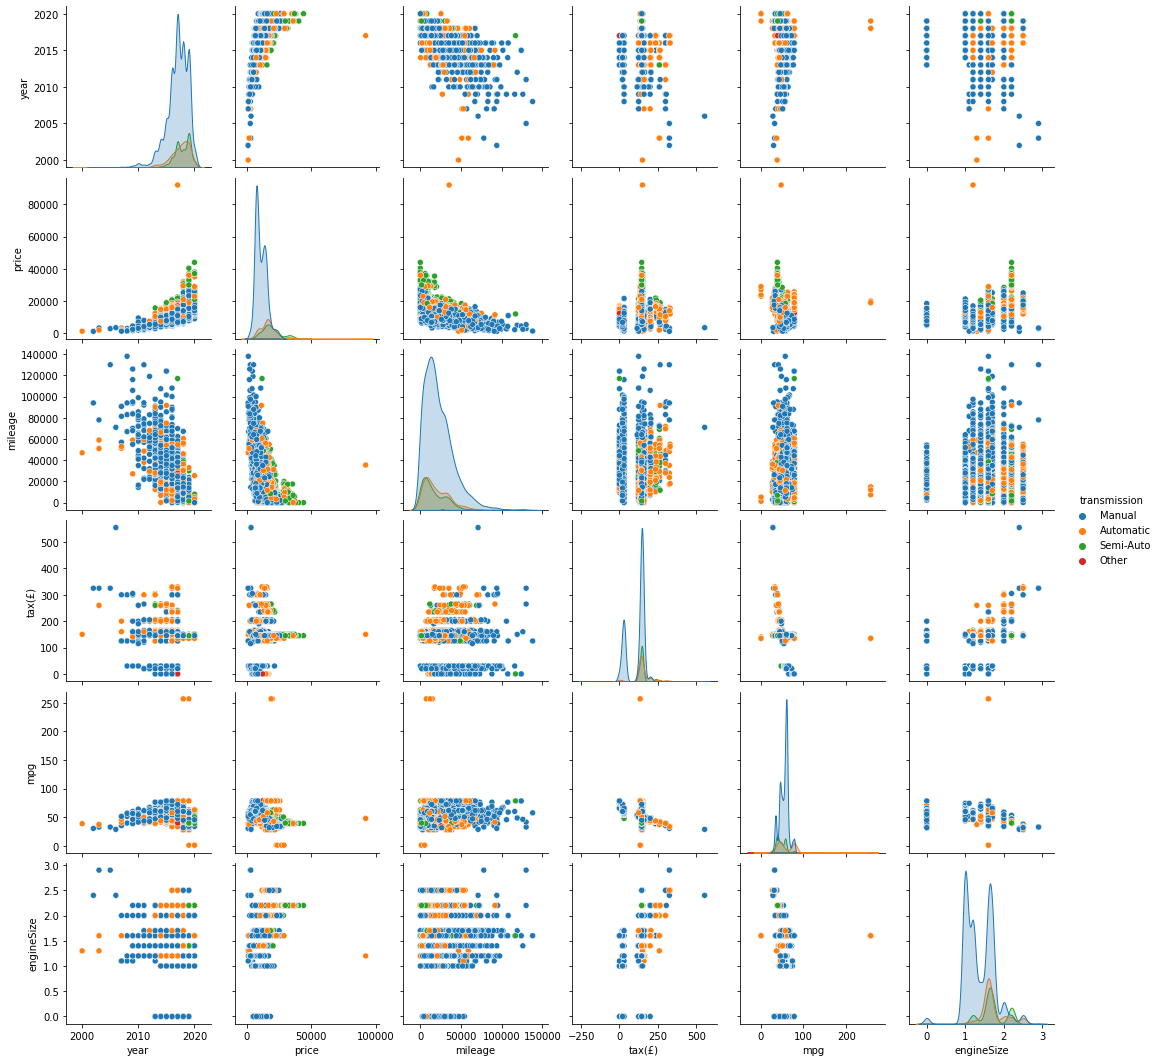 2020
2015
2010
2005
2000
year
80000
60000
40000
20000
0
price
140000
120000
100000
80000
60000
40000
20000
0
mileage
transmission
Manual
Automatic
Semi-Auto
Other
500
400
300
200
100
0
tax(£)
250
200
150
100
50
0
mpg
3.0
2.5
2.0
1.5
1.0
0.5
0.0
engineSize
2000 2010 2020
0 50000 100000
0 50000 100000 150000
−250 0 250 500
0 100 200
0 1 2 3
year price mileage tax(£) mpg engineSize